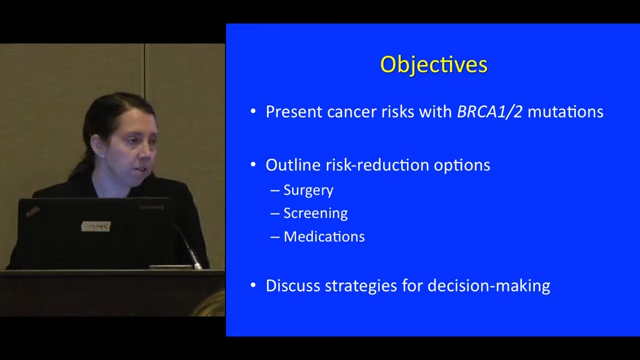 Objectives
• Present cancer risks with BRCA1/2 mutations
• Outline risk-reduction options
– Surgery
– Screening
– Medications
• Discuss strategies for decision-making